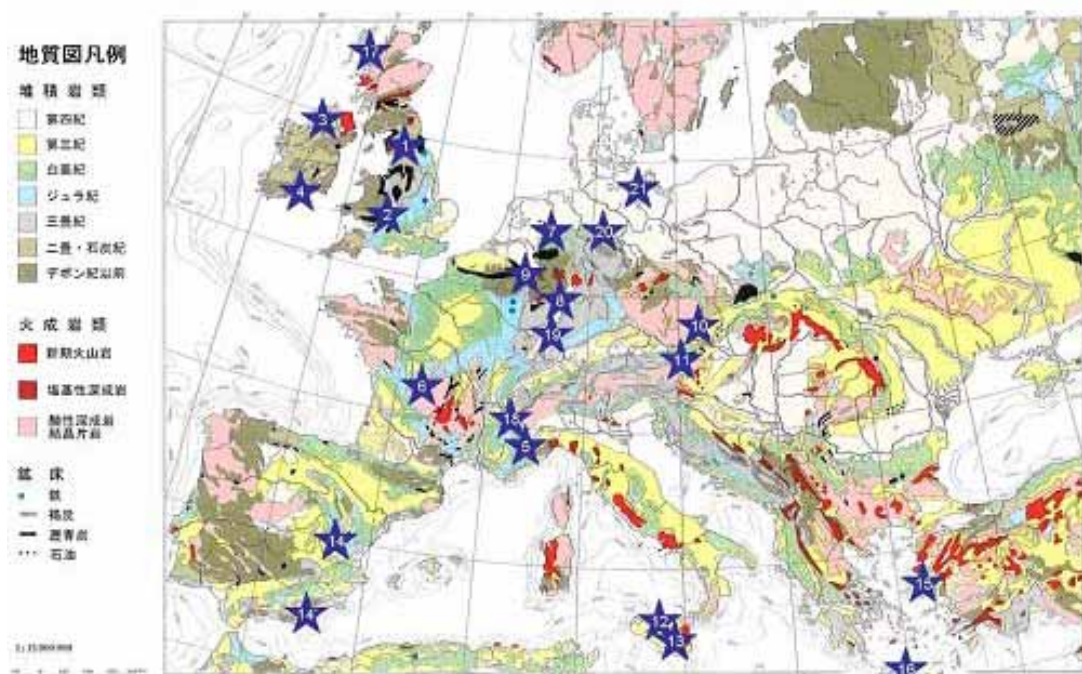 地質図凡例
堆積岩類
第四紀
第三紀
白亜紀
ジュラ紀
三畳紀
二畳・石炭紀
デボン紀以前
火成岩類
新期火山岩
塩基性深成岩
酸性深成岩
結晶片岩
鉱床
鉄
褐炭
瀝青炭
石油
17
3
1
4
2
21
7
20
9
8
19
10
11
6
18
5
14
14
15
12
13
16